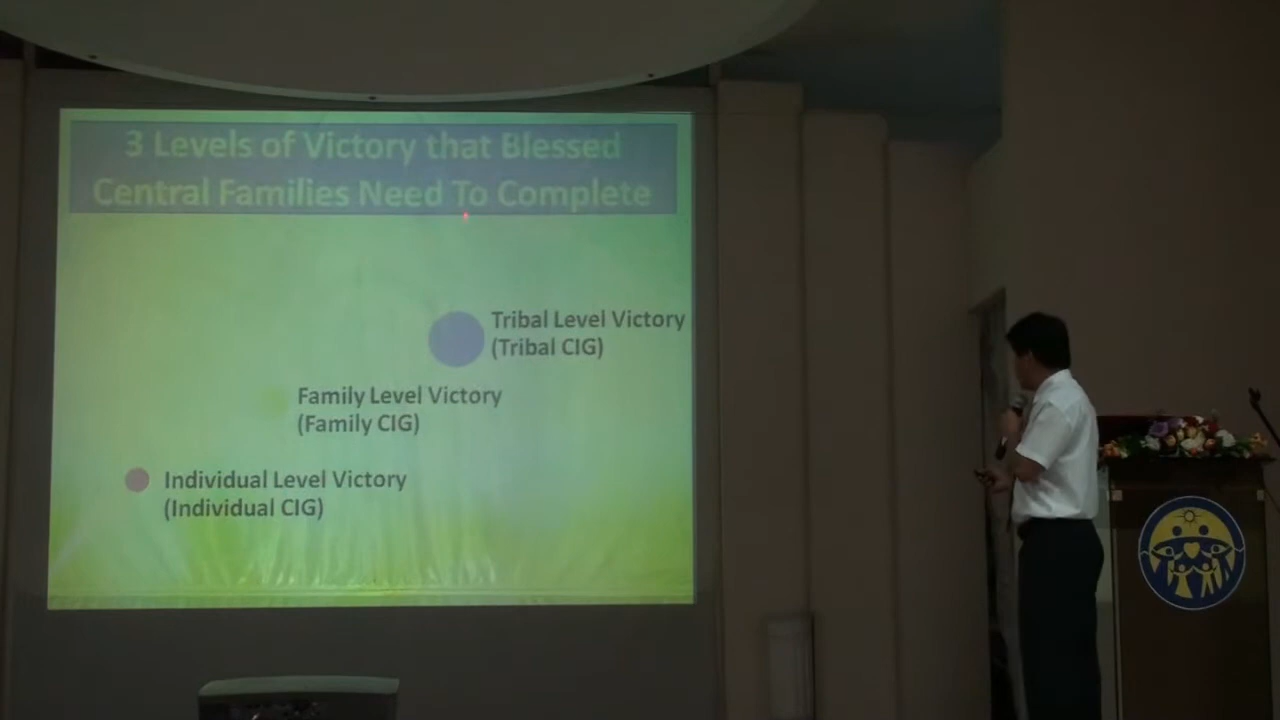 3 Levels of Victory that Blessed
Central Families Need To Complete
Tribal Level Victory
(Tribal CIG)
Family Level Victory
(Family CIG)
Individual Level Victory
(Individual CIG)